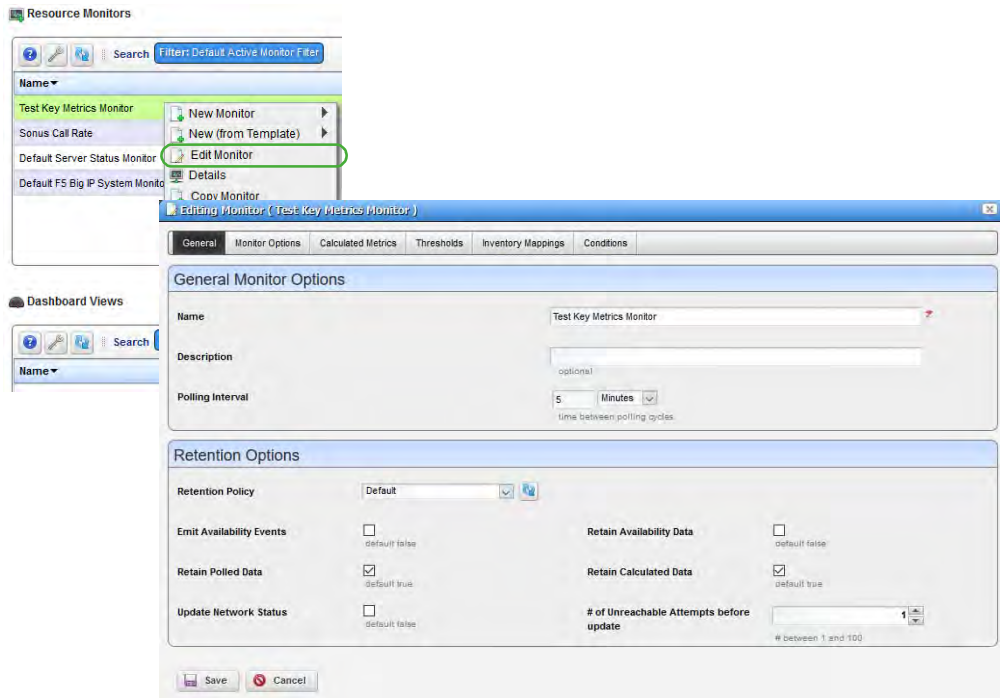 Resource Monitors
Search Filter: Default Active Monitor Filter
Name
Test Key Metrics Monitor
Sonus Call Rate
Default Server Status Monitor
Default F5 Big IP System Monito
New Monitor
New (from Template)
Edit Monitor
Details
Copy Monitor
Dashboard Views
Search
Name
Editing Monitor ( Test Key Metrics Monitor )
General Monitor Options Calculated Metrics Thresholds Inventory Mappings Conditions
General Monitor Options
Name Test Key Metrics Monitor
Description
optional
Polling Interval 5 Minutes
time between polling cycles
Retention Options
Retention Policy Default
Emit Availability Events Retain Availability Data
default false default false
Retain Polled Data Retain Calculated Data
default true default true
Update Network Status # of Unreachable Attempts before
update 1
default false # between 1 and 100
Save Cancel